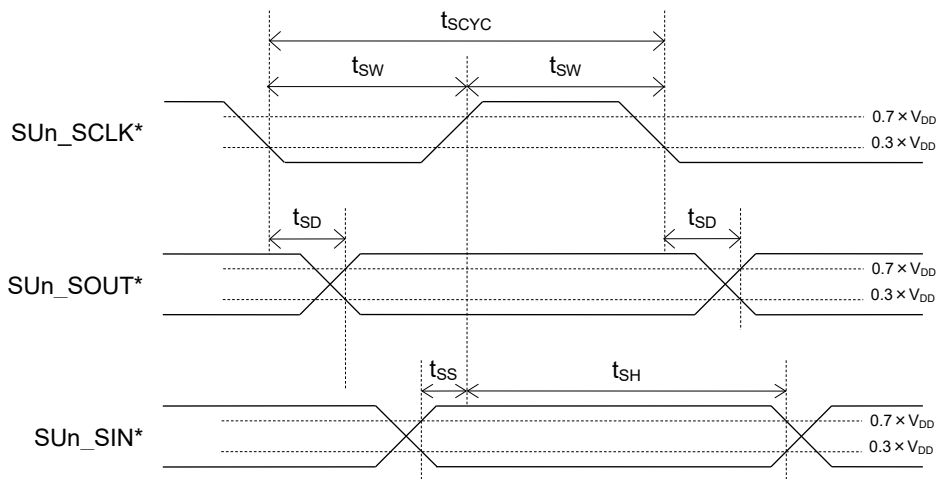 tSCYC
tSW tSW
SUn_SCLK*
0.7 × VDD
0.3 × VDD
tSD tSD
SUn_SOUT*
0.7 × VDD
0.3 × VDD
tSS tSH
SUn_SIN*
0.7 × VDD
0.3 × VDD